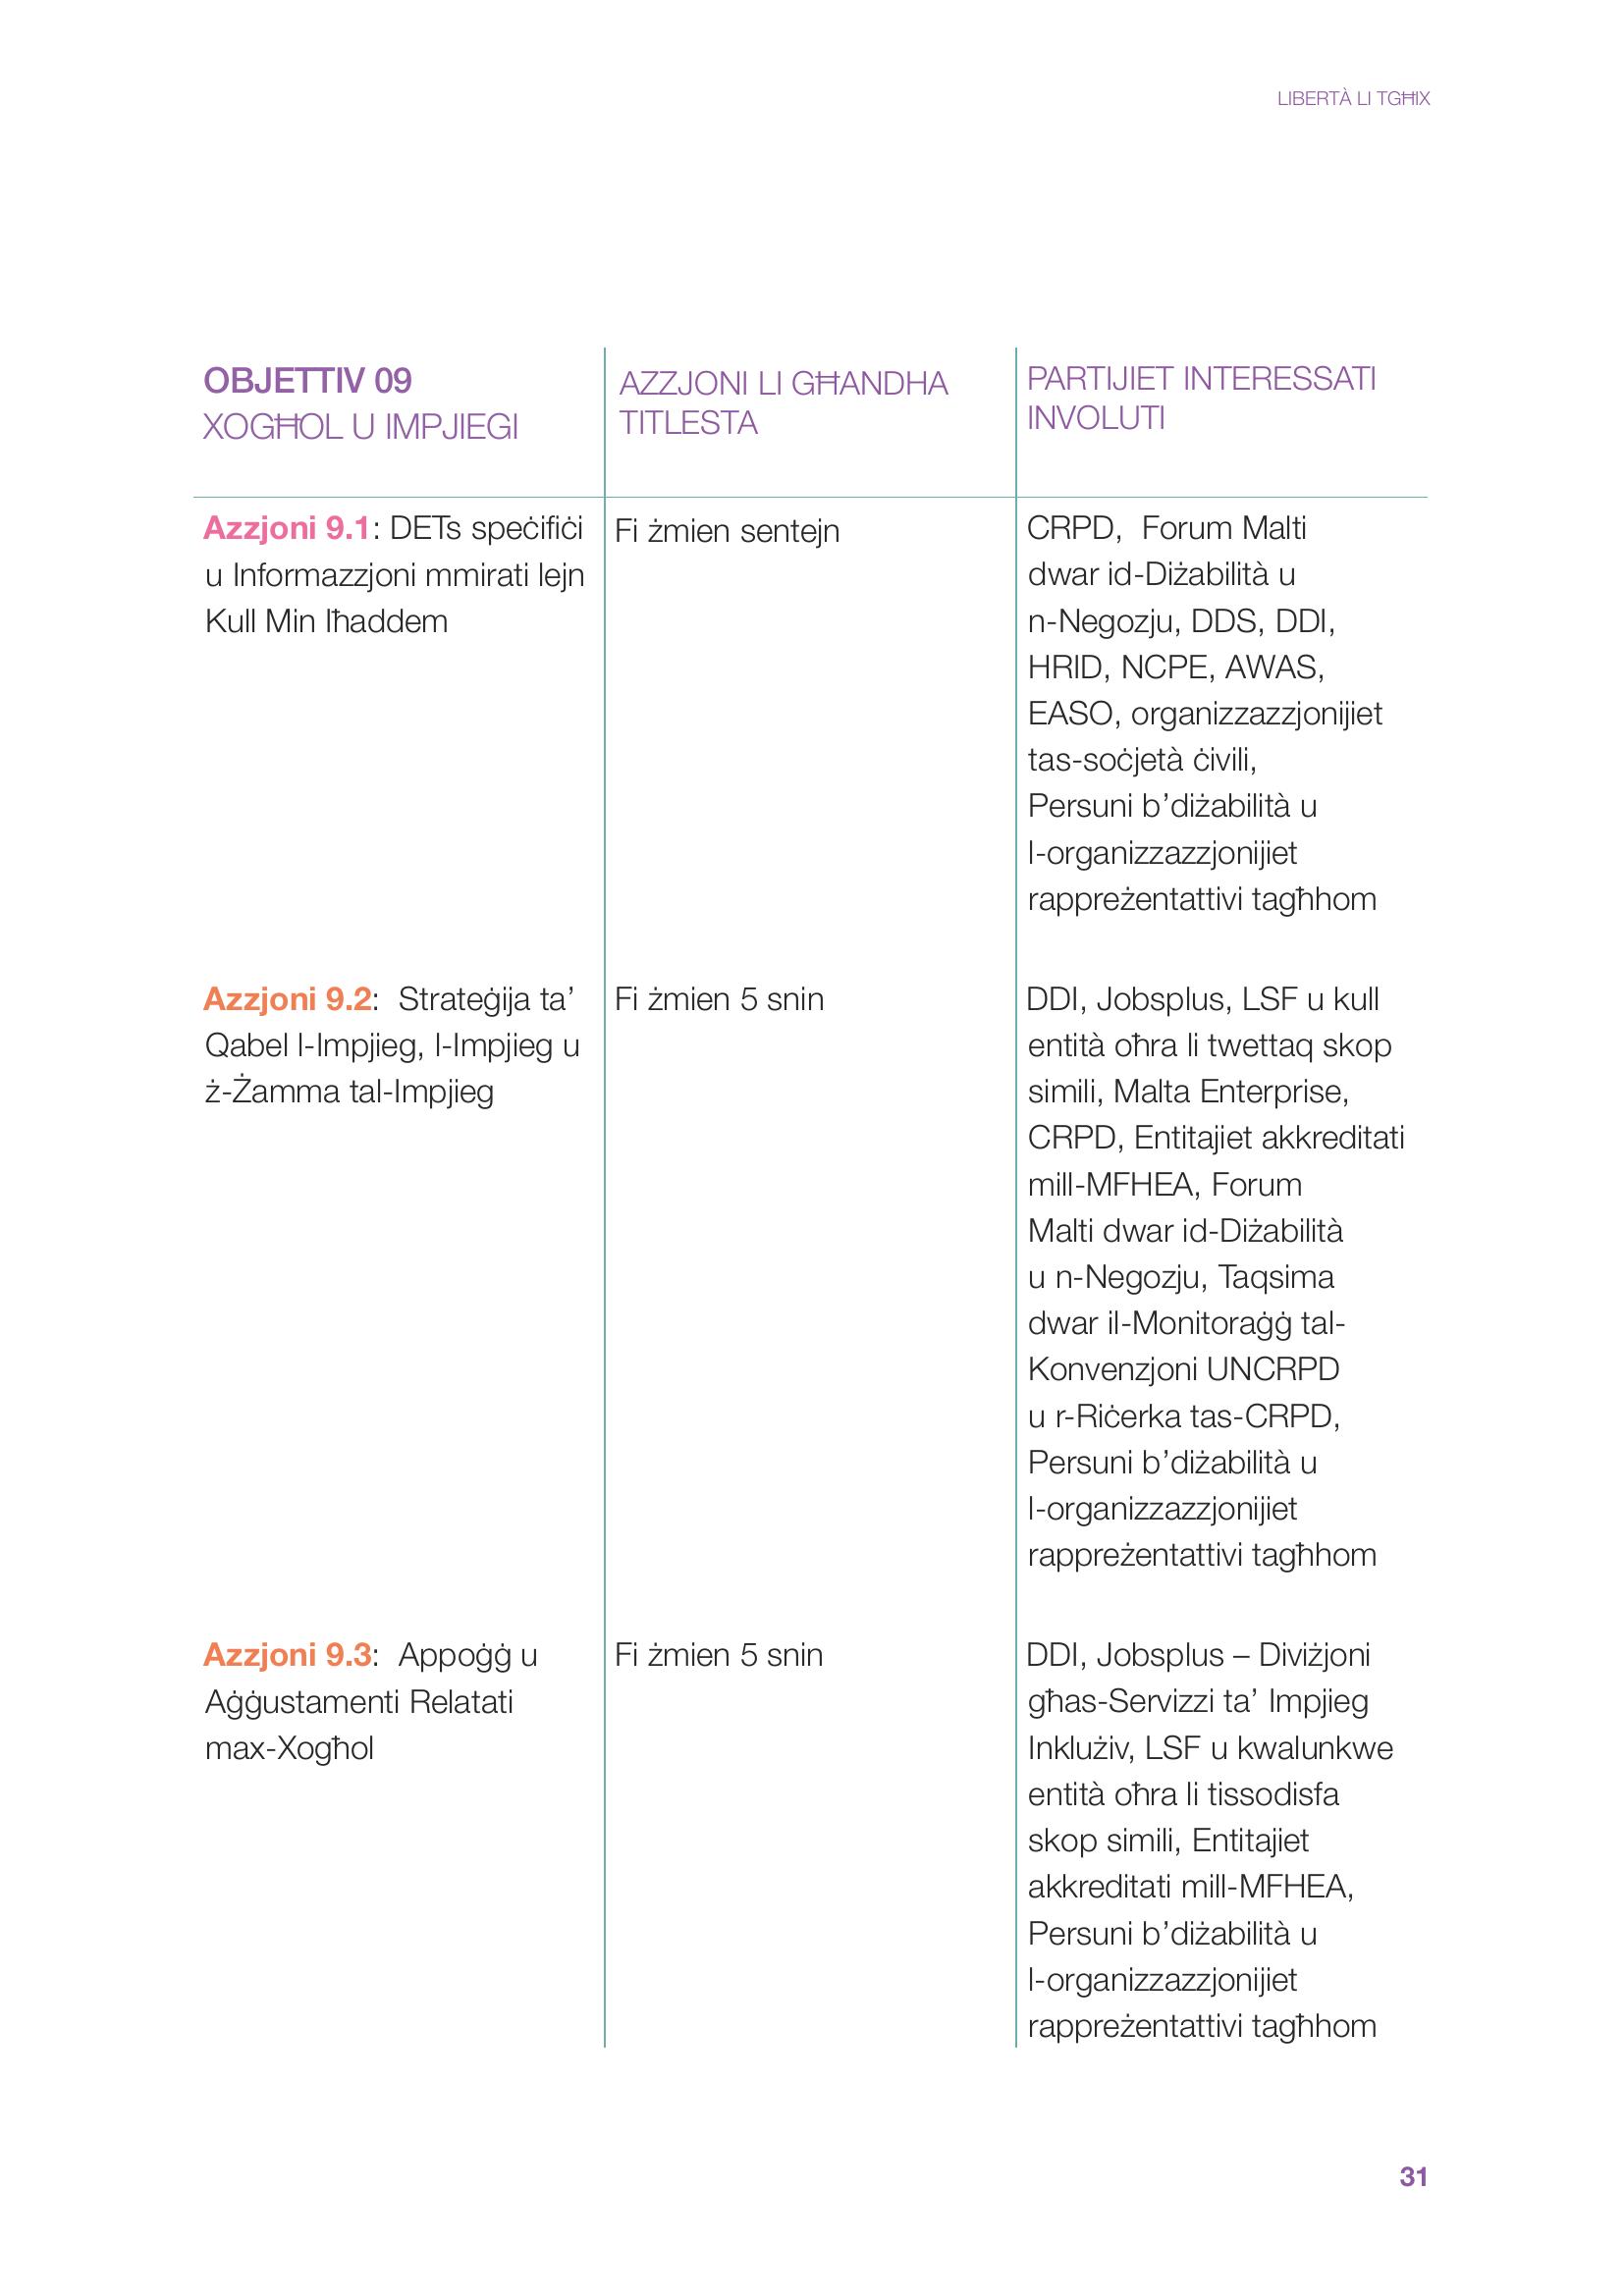 LIBERTÀ LI TGĦIX
OBJETTIV 09
XOGĦOL U IMPJIEGI
AZZJONI LI GĦANDHA
TITLESTA
PARTIJIET INTERESSATI
INVOLUTI
Azzjoni 9.1: DETs speċifiċi
u Informazzjoni mmirati lejn
Kull Min Iħaddem
Fi żmien sentejn
CRPD,  Forum Malti
dwar id-Diżabilità u
n-Negozju, DDS, DDI,
HRID, NCPE, AWAS,
EASO, organizzazzjonijiet
tas-soċjetà ċivili,
Persuni b’diżabilità u
l-organizzazzjonijiet
rappreżentattivi tagħhom
Azzjoni 9.2:  Strateġija ta’
Qabel l-Impjieg, l-Impjieg u
ż-Żamma tal-Impjieg
Fi żmien 5 snin
DDI, Jobsplus, LSF u kull
entità oħra li twettaq skop
simili, Malta Enterprise,
CRPD, Entitajiet akkreditati
mill-MFHEA, Forum
Malti dwar id-Diżabilità
u n-Negozju, Taqsima
dwar il-Monitoraġġ tal-
Konvenzjoni UNCRPD
u r-Riċerka tas-CRPD,
Persuni b’diżabilità u
l-organizzazzjonijiet
rappreżentattivi tagħhom
Azzjoni 9.3:  Appoġġ u
Aġġustamenti Relatati
max-Xogħol
Fi żmien 5 snin
DDI, Jobsplus – Diviżjoni
għas-Servizzi ta’ Impjieg
Inklużiv, LSF u kwalunkwe
entità oħra li tissodisfa
skop simili, Entitajiet
akkreditati mill-MFHEA,
Persuni b’diżabilità u
l-organizzazzjonijiet
rappreżentattivi tagħhom
31